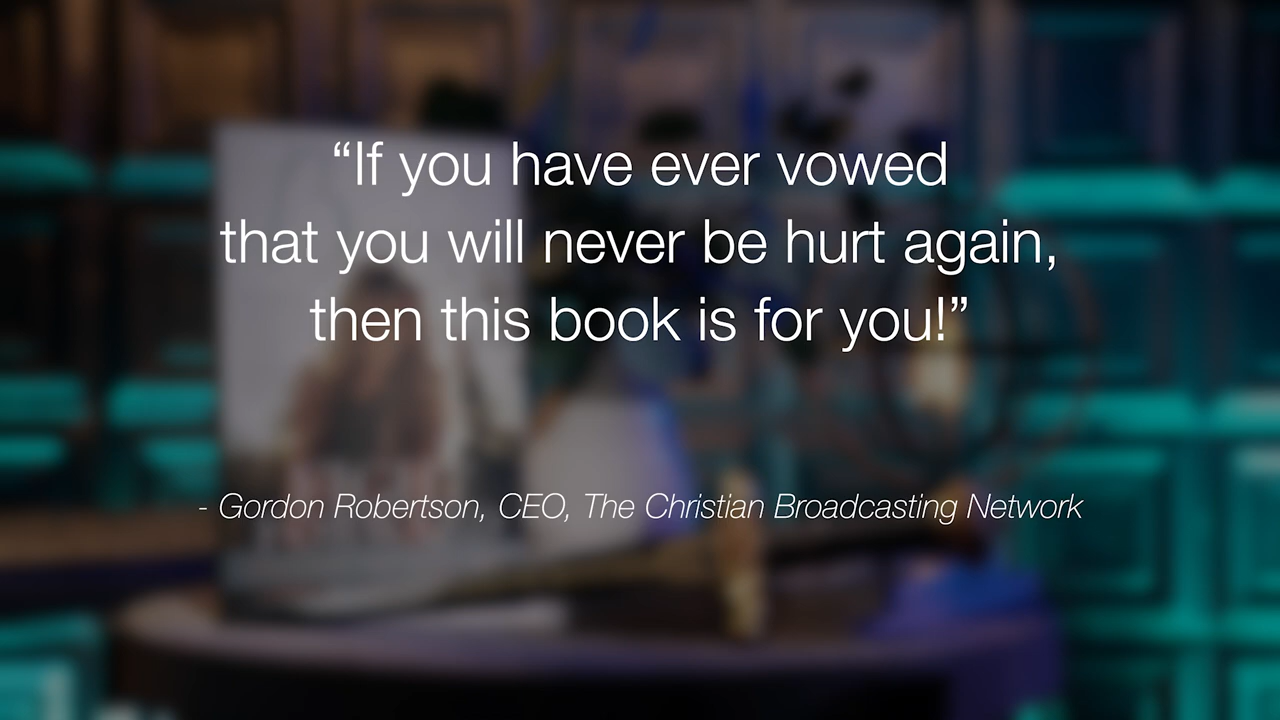 “If you have ever vowed
that you will never be hurt again,
then this book is for you!”
- Gordon Robertson, CEO, The Christian Broadcasting Network